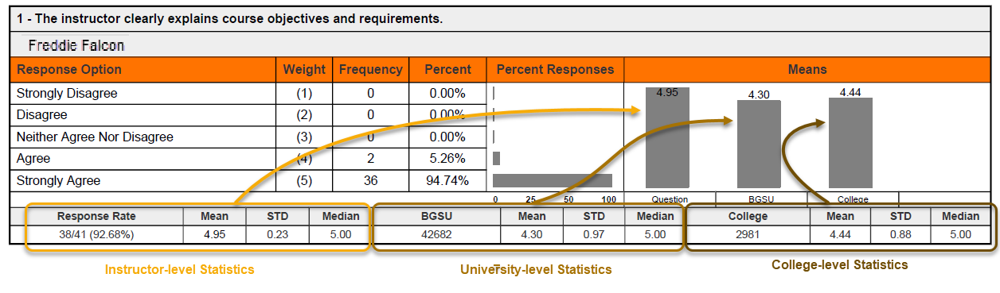 1 - The instructor clearly explains course objectives and requirements.
Freddie Falcon
Response Option Weight Frequency Percent Percent Responses Means
Strongly Disagree (1) 0 0.00% 4.95 4.30 4.44
Disagree (2) 0 0.00%
Neither Agree Nor Disagree (3) 0 0.00%
Agree (4) 2 5.26%
Strongly Agree (5) 36 94.74%
0 25 50 100 Question BGSU College
Response Rate Mean STD Median BGSU Mean STD Median College Mean STD Median
38/41 (92.68%) 4.95 0.23 5.00 42682 4.30 0.97 5.00 2981 4.44 0.88 5.00
Instructor-level Statistics University-level Statistics College-level Statistics